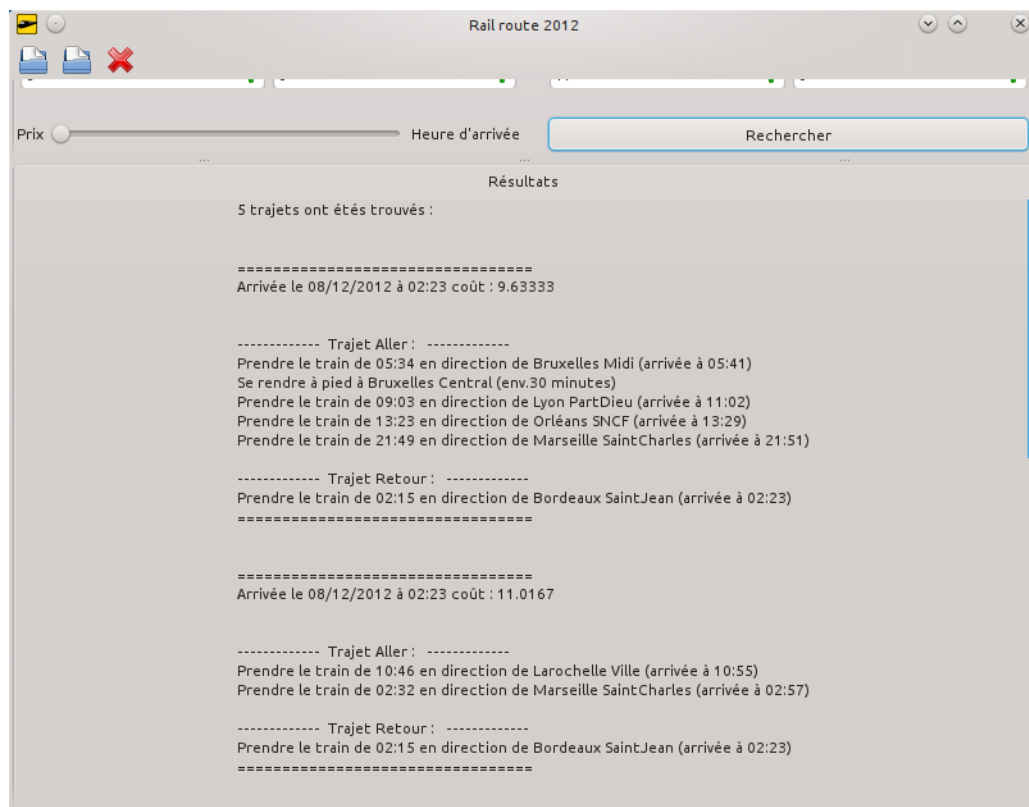 Rail route 2012
Prix
Heure d'arrivée
Rechercher
Résultats
5 trajets ont étés trouvés :
=================================
Arrivée le 08/12/2012 à 02:23 coût : 9.63333
------------- Trajet Aller : -------------
Prendre le train de 05:34 en direction de Bruxelles Midi (arrivée à 05:41)
Se rendre à pied à Bruxelles Central (env.30 minutes)
Prendre le train de 09:03 en direction de Lyon PartDieu (arrivée à 11:02)
Prendre le train de 13:23 en direction de Orléans SNCF (arrivée à 13:29)
Prendre le train de 21:49 en direction de Marseille SaintCharles (arrivée à 21:51)
------------- Trajet Retour : -------------
Prendre le train de 02:15 en direction de Bordeaux SaintJean (arrivée à 02:23)
=================================
=================================
Arrivée le 08/12/2012 à 02:23 coût : 11.0167
------------- Trajet Aller : -------------
Prendre le train de 10:46 en direction de Larochelle Ville (arrivée à 10:55)
Prendre le train de 02:32 en direction de Marseille SaintCharles (arrivée à 02:57)
------------- Trajet Retour : -------------
Prendre le train de 02:15 en direction de Bordeaux SaintJean (arrivée à 02:23)
=================================